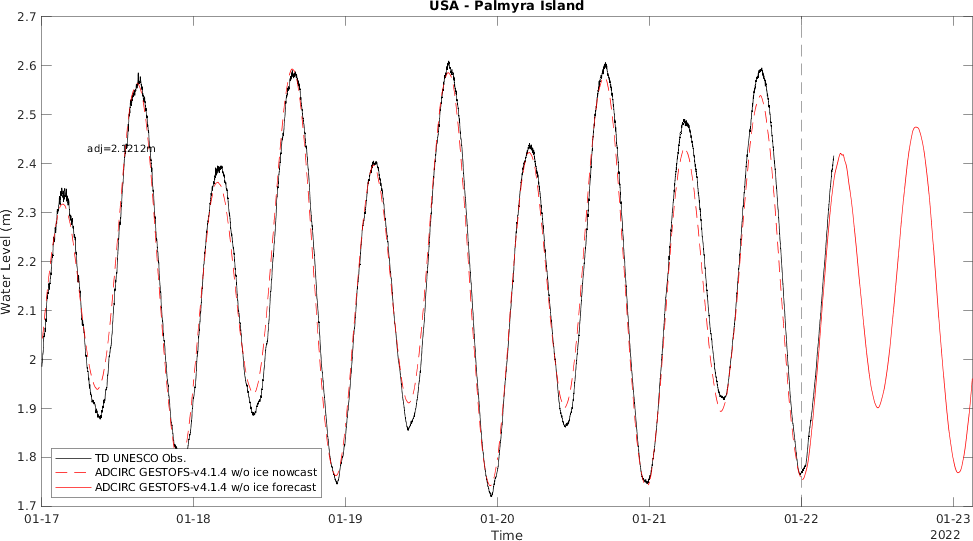 USA - Palmyra Island
2.7
2.6
2.5
2.4
2.3
2.2
2.1
2
1.9
1.8
1.7
Water Level (m)
adj=2.1212m
TD UNESCO Obs.
ADCIRC GESTOFS-v4.1.4 w/o ice nowcast
ADCIRC GESTOFS-v4.1.4 w/o ice forecast
01-17 01-18 01-19 01-20 01-21 01-22 01-23
Time
2022